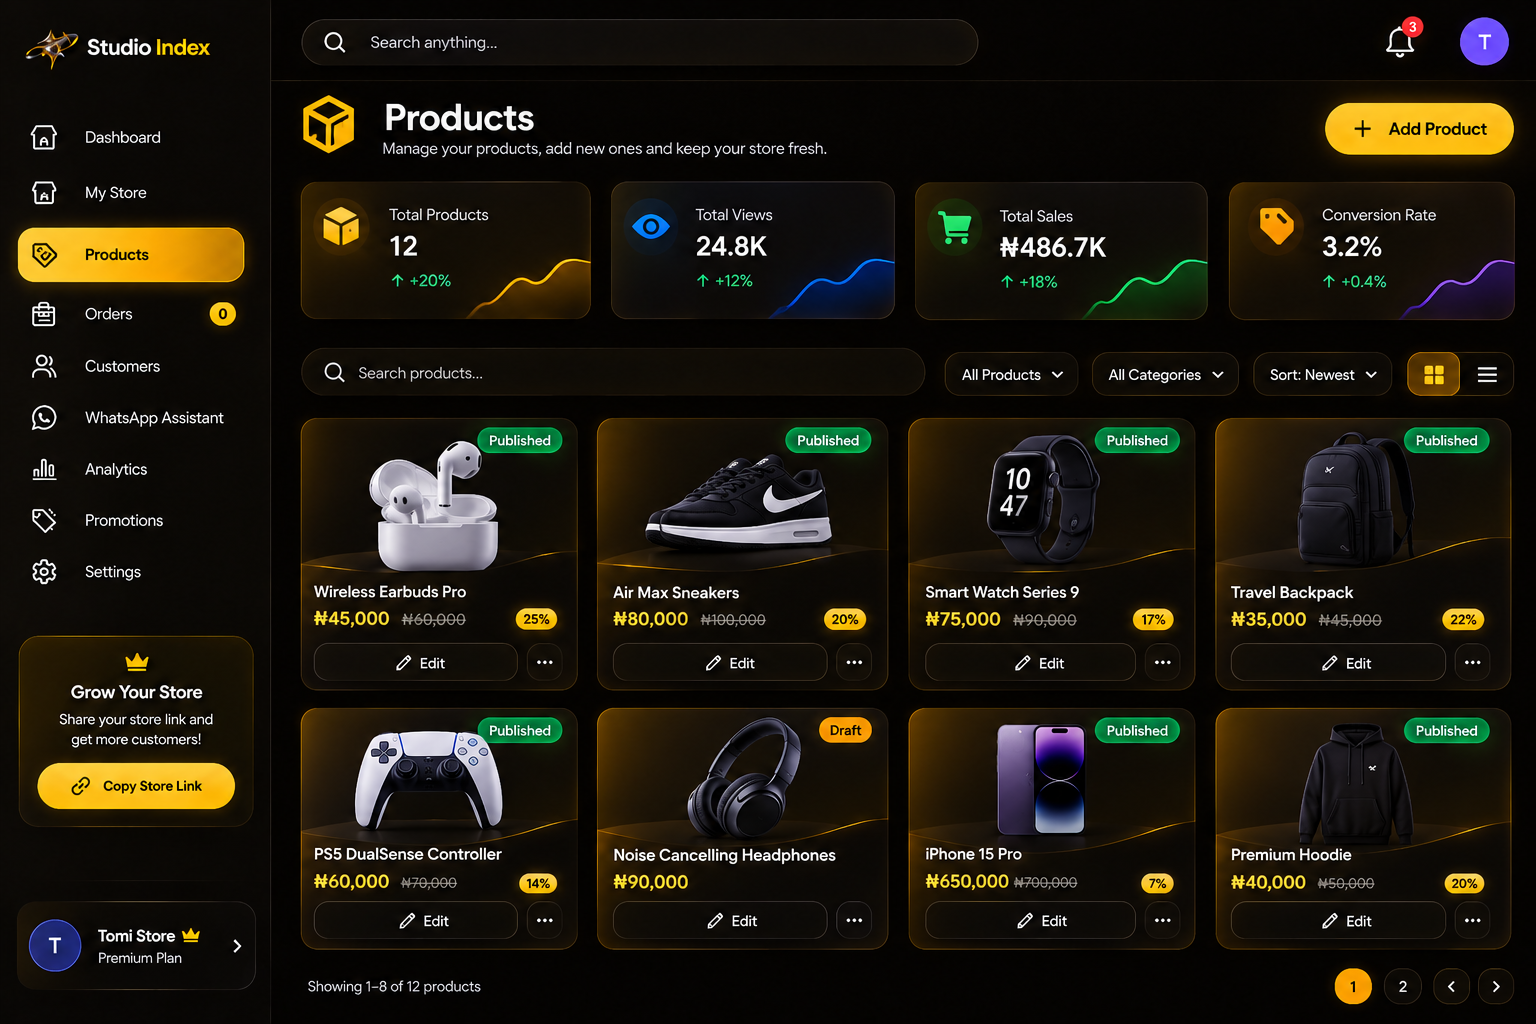 Studio Index
Search anything...
3
T
Dashboard
My Store
Products
Orders
0
Customers
WhatsApp Assistant
Analytics
Promotions
Settings
Grow Your Store
Share your store link and
get more customers!
Copy Store Link
T
Tomi Store
Premium Plan
Products
Manage your products, add new ones and keep your store fresh.
+ Add Product
Total Products
12
↑ +20%
Total Views
24.8K
↑ +12%
Total Sales
₦486.7K
↑ +18%
Conversion Rate
3.2%
↑ +0.4%
Search products...
All Products
All Categories
Sort: Newest
Published
Wireless Earbuds Pro
₦45,000 ₦60,000 25%
Edit
Published
Air Max Sneakers
₦80,000 ₦100,000 20%
Edit
Published
10
47
Smart Watch Series 9
₦75,000 ₦90,000 17%
Edit
Published
Travel Backpack
₦35,000 ₦45,000 22%
Edit
Published
PS5 DualSense Controller
₦60,000 ₦70,000 14%
Edit
Draft
Noise Cancelling Headphones
₦90,000
Edit
Published
iPhone 15 Pro
₦650,000 ₦700,000 7%
Edit
Published
Premium Hoodie
₦40,000 ₦50,000 20%
Edit
Showing 1–8 of 12 products
1 2